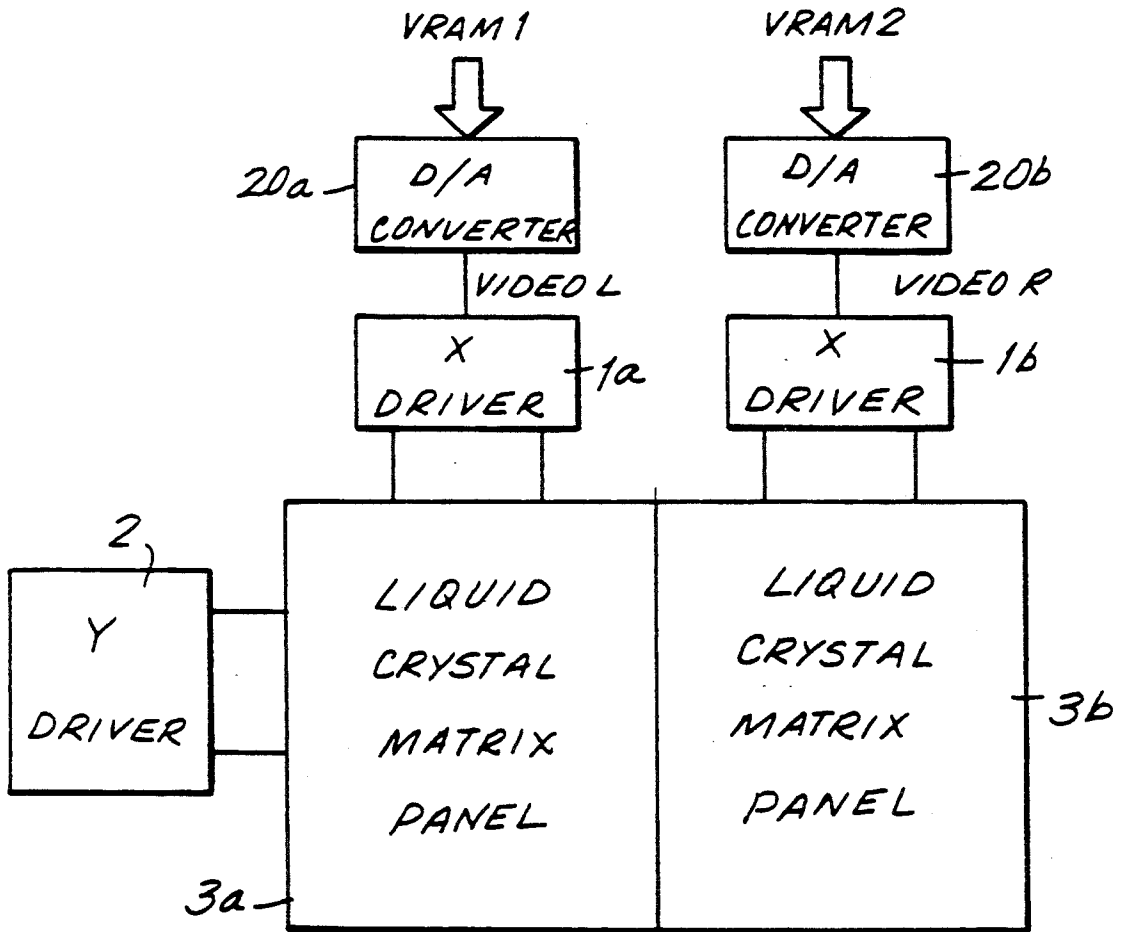 VRAM 1
VRAM 2
20a
D/A
CONVERTER
D/A
CONVERTER
20b
VIDEO L
VIDEO R
X
DRIVER
1a
X
DRIVER
1b
2
Y
DRIVER
LIQUID
CRYSTAL
MATRIX
PANEL
LIQUID
CRYSTAL
MATRIX
PANEL
3a
3b